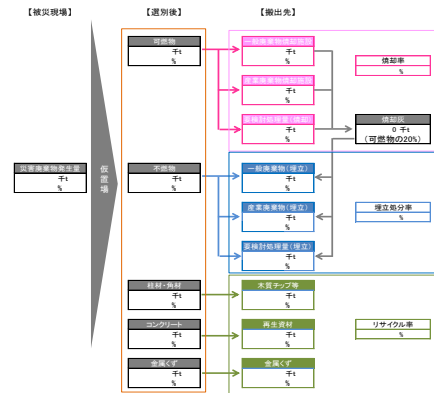 【被災現場】 【選別後】 【搬出先】
可燃物
千t
%
一般廃棄物焼却施設
千t
%
焼却率
%
産業廃棄物焼却施設
千t
%
要検討処理量(焼却)
千t
%
焼却灰
0 千t
(可燃物の20%)
災害廃棄物発生量
千t
%
仮置場
不燃物
千t
%
一般廃棄物(埋立)
千t
%
産業廃棄物(埋立)
千t
%
埋立処分率
%
要検討処理量(埋立)
千t
%
柱材・角材
千t
%
木質チップ等
千t
%
コンクリート
千t
%
再生資材
千t
%
リサイクル率
%
金属くず
千t
%
金属くず
千t
%